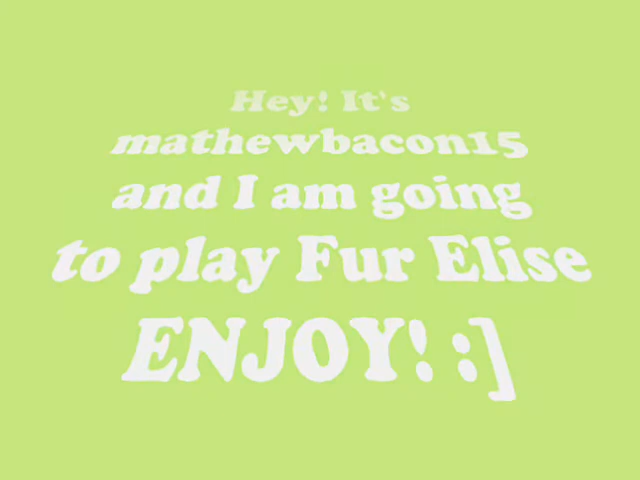 Hey! It's
mathewbacon15
and I am going
to play Fur Elise
ENJOY! :]